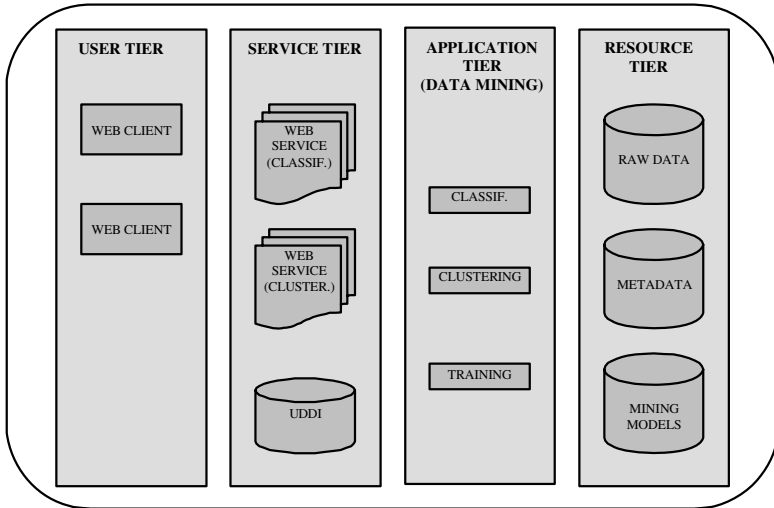 USER TIER
WEB CLIENT
WEB CLIENT
SERVICE TIER
WEB
SERVICE
(CLASSIF.)
WEB
SERVICE
(CLUSTER.)
UDDI
APPLICATION
TIER
(DATA MINING)
CLASSIF.
CLUSTERING
TRAINING
RESOURCE
TIER
RAW DATA
METADATA
MINING
MODELS